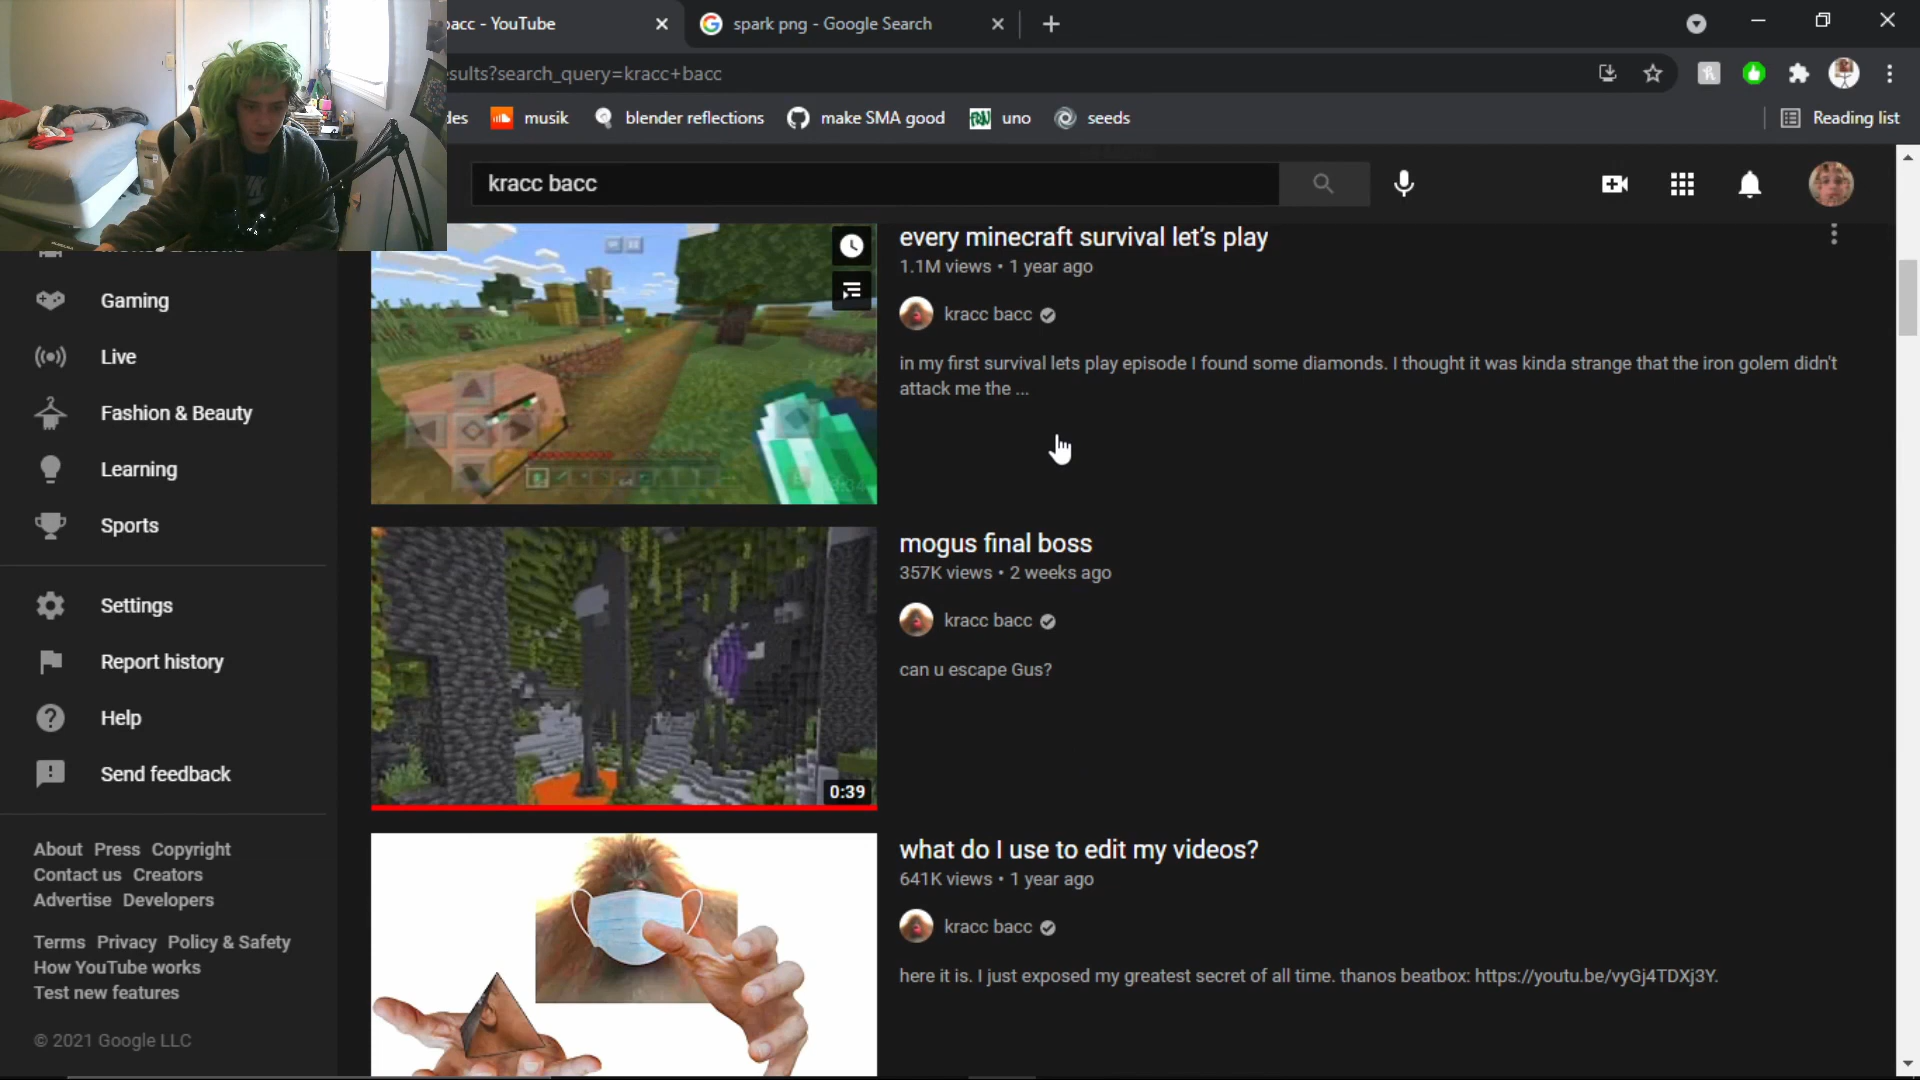 bacc - YouTube
spark png - Google Search
sults?search_query=kracc+bacc
des
musik
blender reflections
make SMA good
uno
seeds
Reading list
kracc bacc
Gaming
Live
Fashion & Beauty
Learning
Sports
Settings
Report history
Help
Send feedback
About Press Copyright
Contact us Creators
Advertise Developers
Terms Privacy Policy & Safety
How YouTube works
Test new features
© 2021 Google LLC
every minecraft survival let's play
1.1M views • 1 year ago
kracc bacc
in my first survival lets play episode I found some diamonds. I thought it was kinda strange that the iron golem didn't
attack me the ...
mogus final boss
357K views • 2 weeks ago
kracc bacc
can u escape Gus?
0:39
what do I use to edit my videos?
641K views • 1 year ago
kracc bacc
here it is. I just exposed my greatest secret of all time. thanos beatbox: https://youtu.be/vyGj4TDXj3Y.